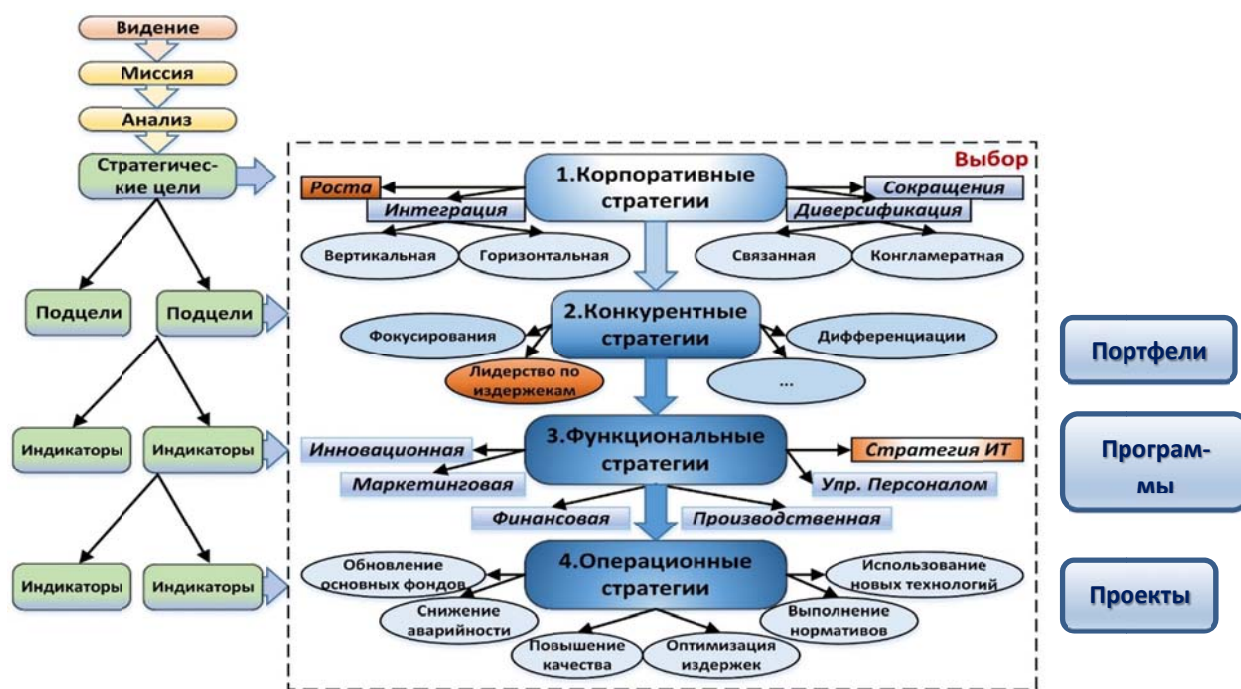 Видение
Миссия
Анализ
Стратегичес-
кие цели
Подцели
Подцели
Индикаторы
Индикаторы
Индикаторы
Индикаторы
Выбор
1.Корпоративные
стратегии
Роста
Сокращения
Интеграция
Диверсификация
Вертикальная
Горизонтальная
Связанная
Конгламератная
2.Конкурентные
стратегии
Фокусирования
Дифференциации
Лидерство по
издержекам
...
3.Функциональные
стратегии
Инновационная
Стратегия ИТ
Маркетинговая
Упр. Персоналом
Финансовая
Производственная
4.Операционные
стратегии
Обновление
основных фондов
Использование
новых технологий
Снижение
аварийности
Выполнение
нормативов
Повышение
качества
Оптимизация
издержек
Портфели
Програм-
мы
Проекты